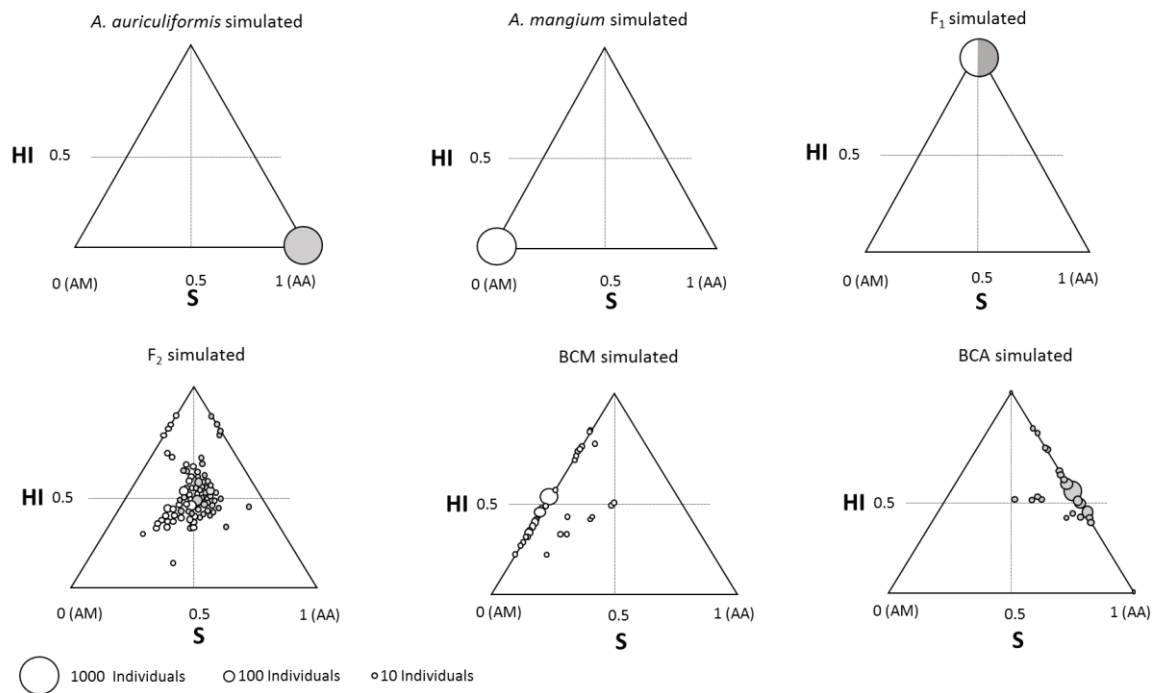 A. auriculiformis simulated
A. mangium simulated
F₁ simulated
HI 0.5
HI 0.5
HI 0.5
0 (AM) 0.5 1 (AA)
S
0 (AM) 0.5 1 (AA)
S
0 (AM) 0.5 1 (AA)
S
F₂ simulated
BCM simulated
BCA simulated
HI 0.5
HI 0.5
HI 0.5
0 (AM) 0.5 1 (AA)
S
0 (AM) 0.5 1 (AA)
S
0 (AM) 0.5 1 (AA)
S
1000 Individuals 100 Individuals 10 Individuals